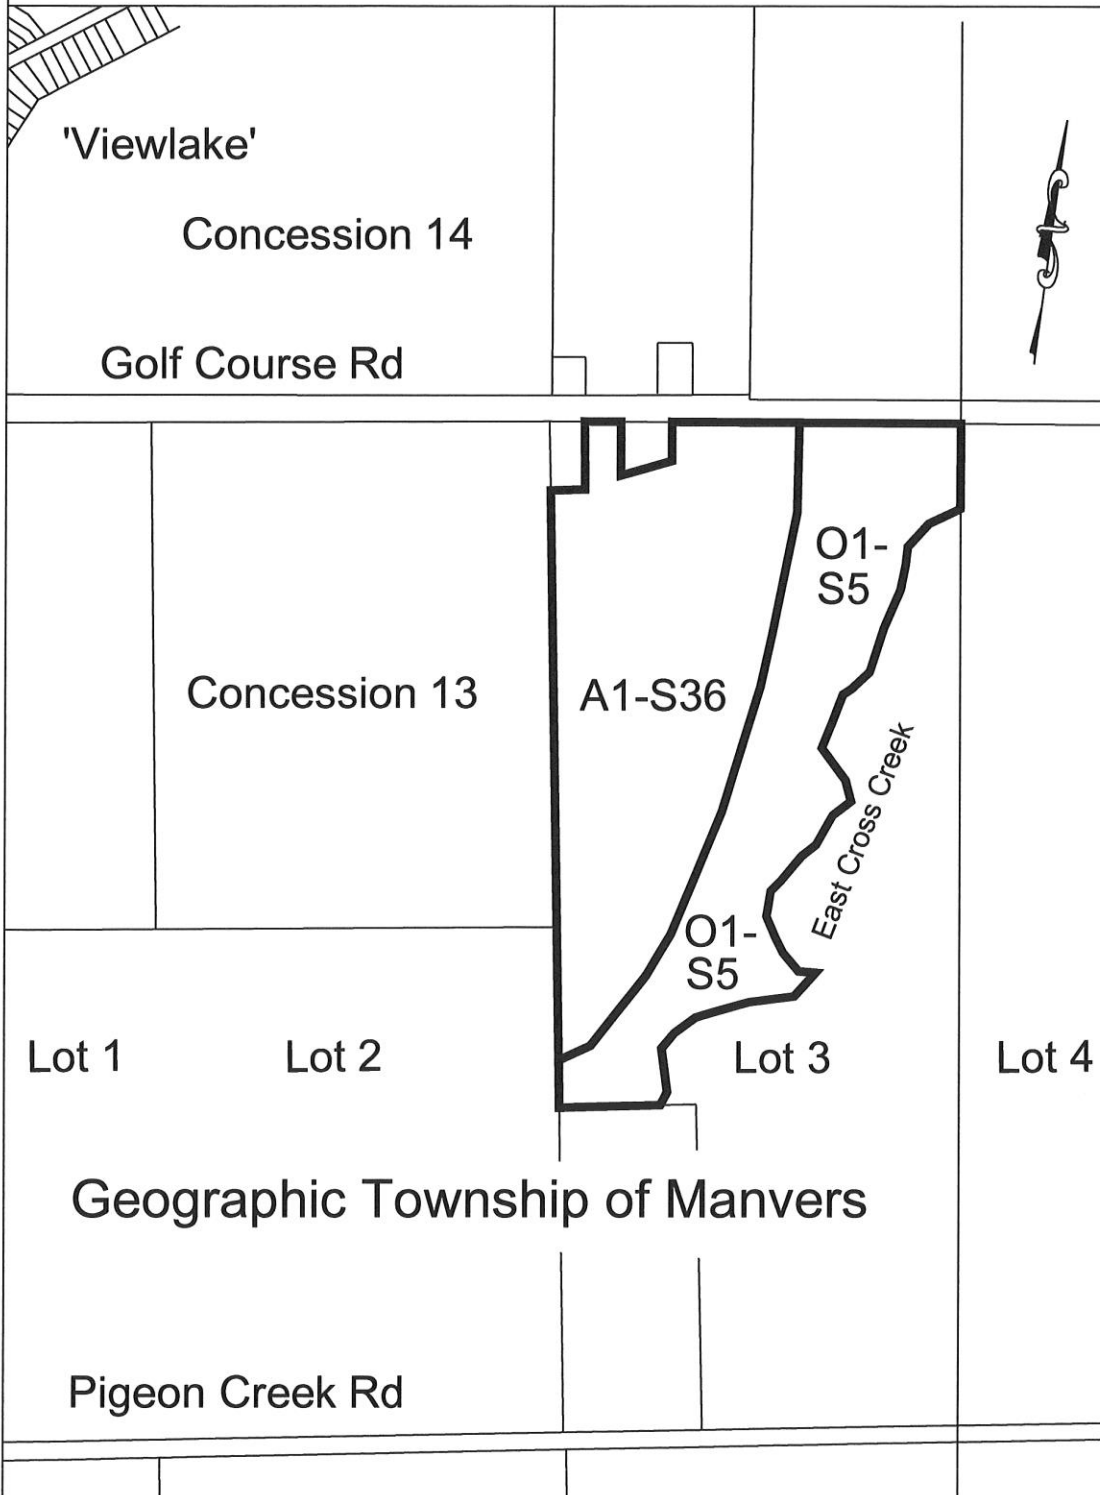 'Viewlake'
Concession 14
Golf Course Rd
O1-
S5
Concession 13
A1-S36
East Cross Creek
O1-
S5
Lot 1
Lot 2
Lot 3
Lot 4
Geographic Township of Manvers
Pigeon Creek Rd